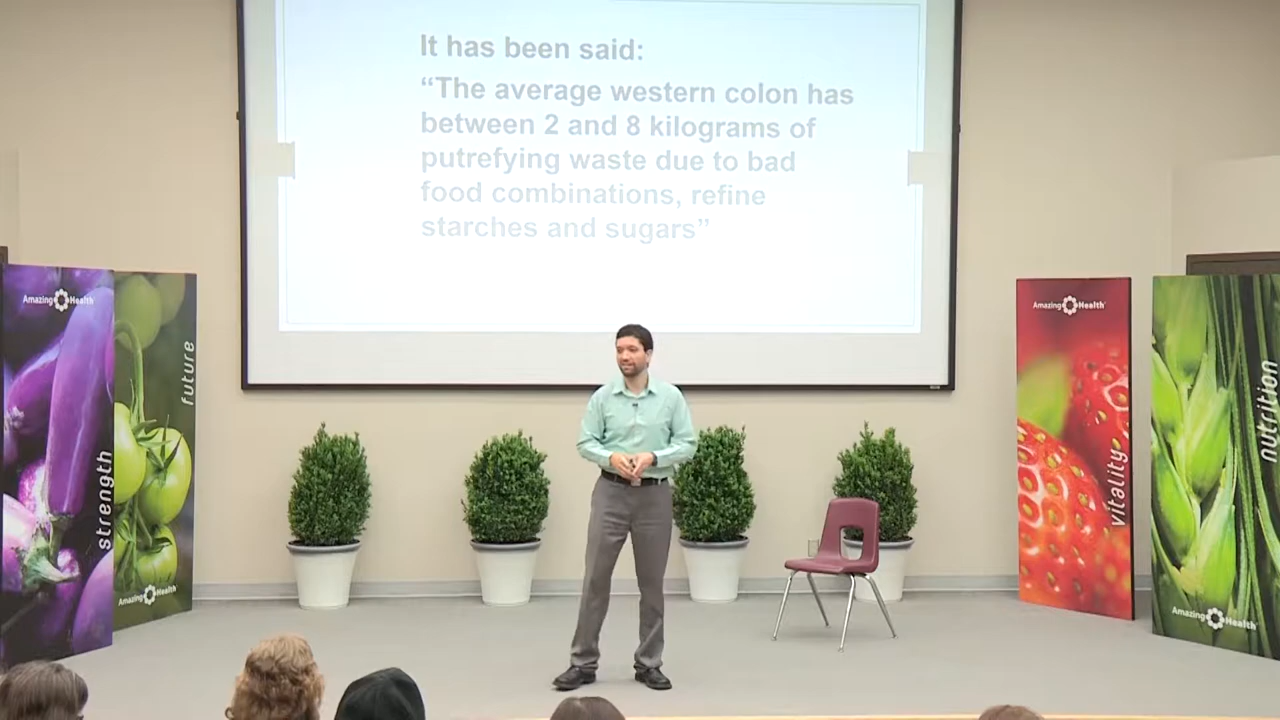 It has been said:
“The average western colon has
between 2 and 8 kilograms of
putrefying waste due to bad
food combinations, refine
starches and sugars”
Amazing Health
strength
future
Amazing Health
Amazing Health
vitality
nutrition
Amazing Health